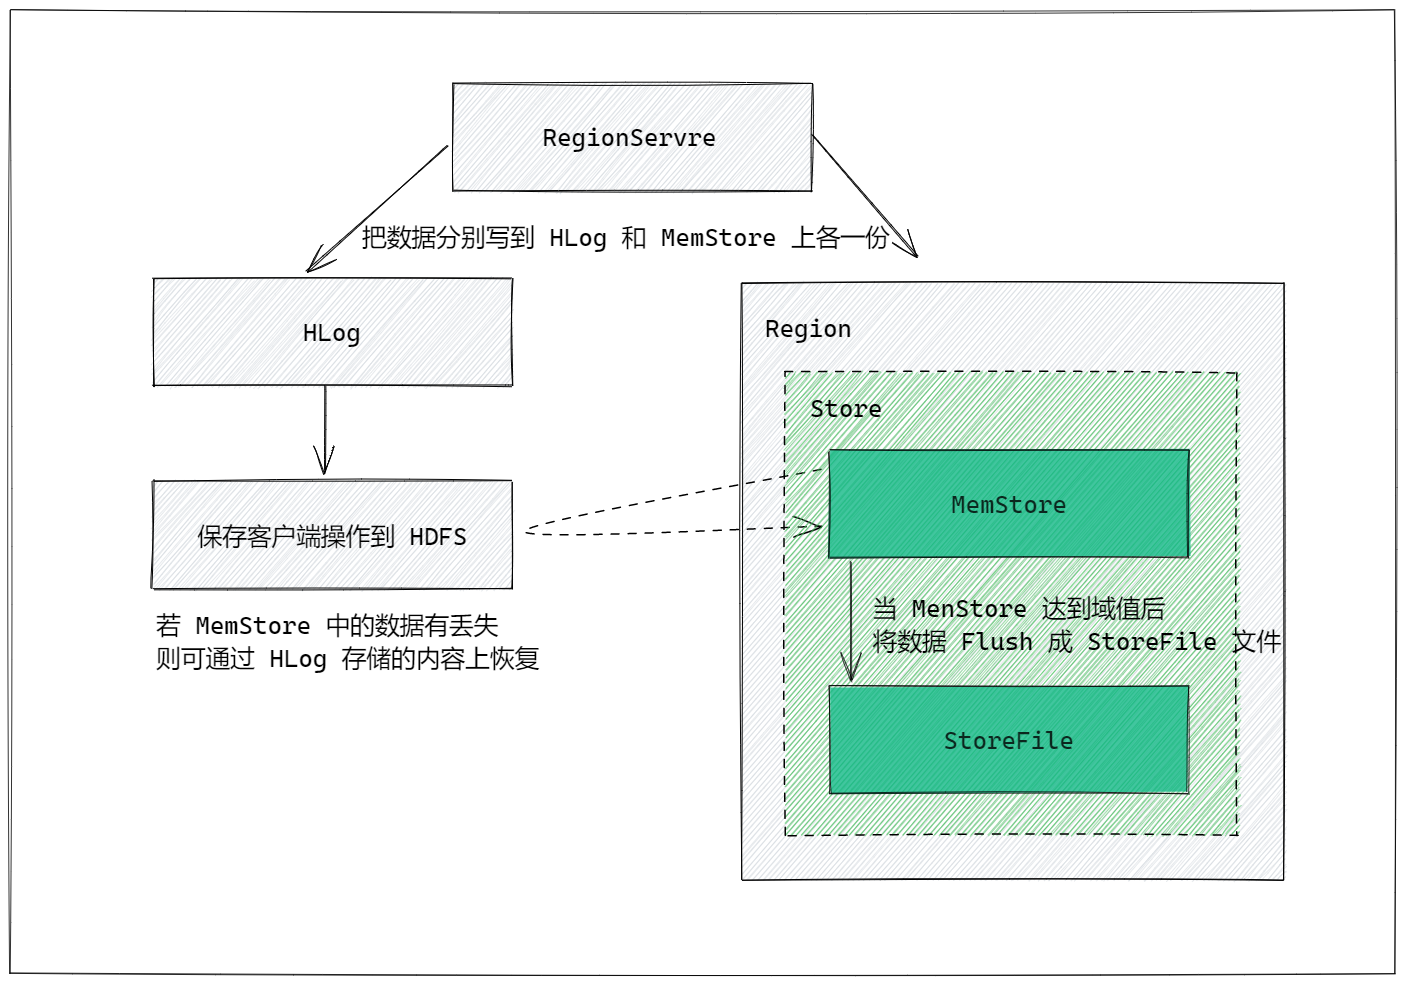 RegionServre
把数据分别写到 HLog 和 MemStore 上各一份
HLog
Region
Store
MemStore
保存客户端操作到 HDFS
当 MenStore 达到域值后
将数据 Flush 成 StoreFile 文件
若 MemStore 中的数据有丢失
则可通过 HLog 存储的内容上恢复
StoreFile